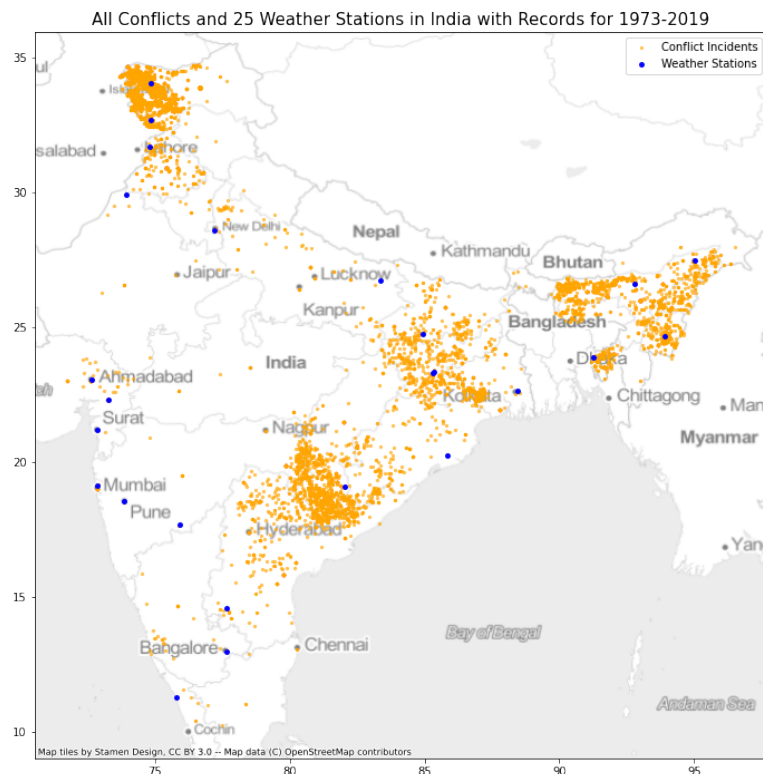 All Conflicts and 25 Weather Stations in India with Records for 1973-2019
Conflict Incidents
Weather Stations
35
30
25
20
15
10
75
80
85
90
95
ul
salabad
Lahore
New Delhi
Nepal
Kathmandu
Bhutan
Jaipur
Lucknow
Kanpur
Bangladesh
India
Dhaka
Ahmadabad
Kolkata
Chittagong
Man
Surat
Nagpur
Myanmar
Mumbai
Pune
Hyderabad
Yang
Bangalore
Chennai
Bay of Bengal
Andaman Sea
Cochin
Map tiles by Stamen Design, CC BY 3.0 -- Map data (C) OpenStreetMap contributors